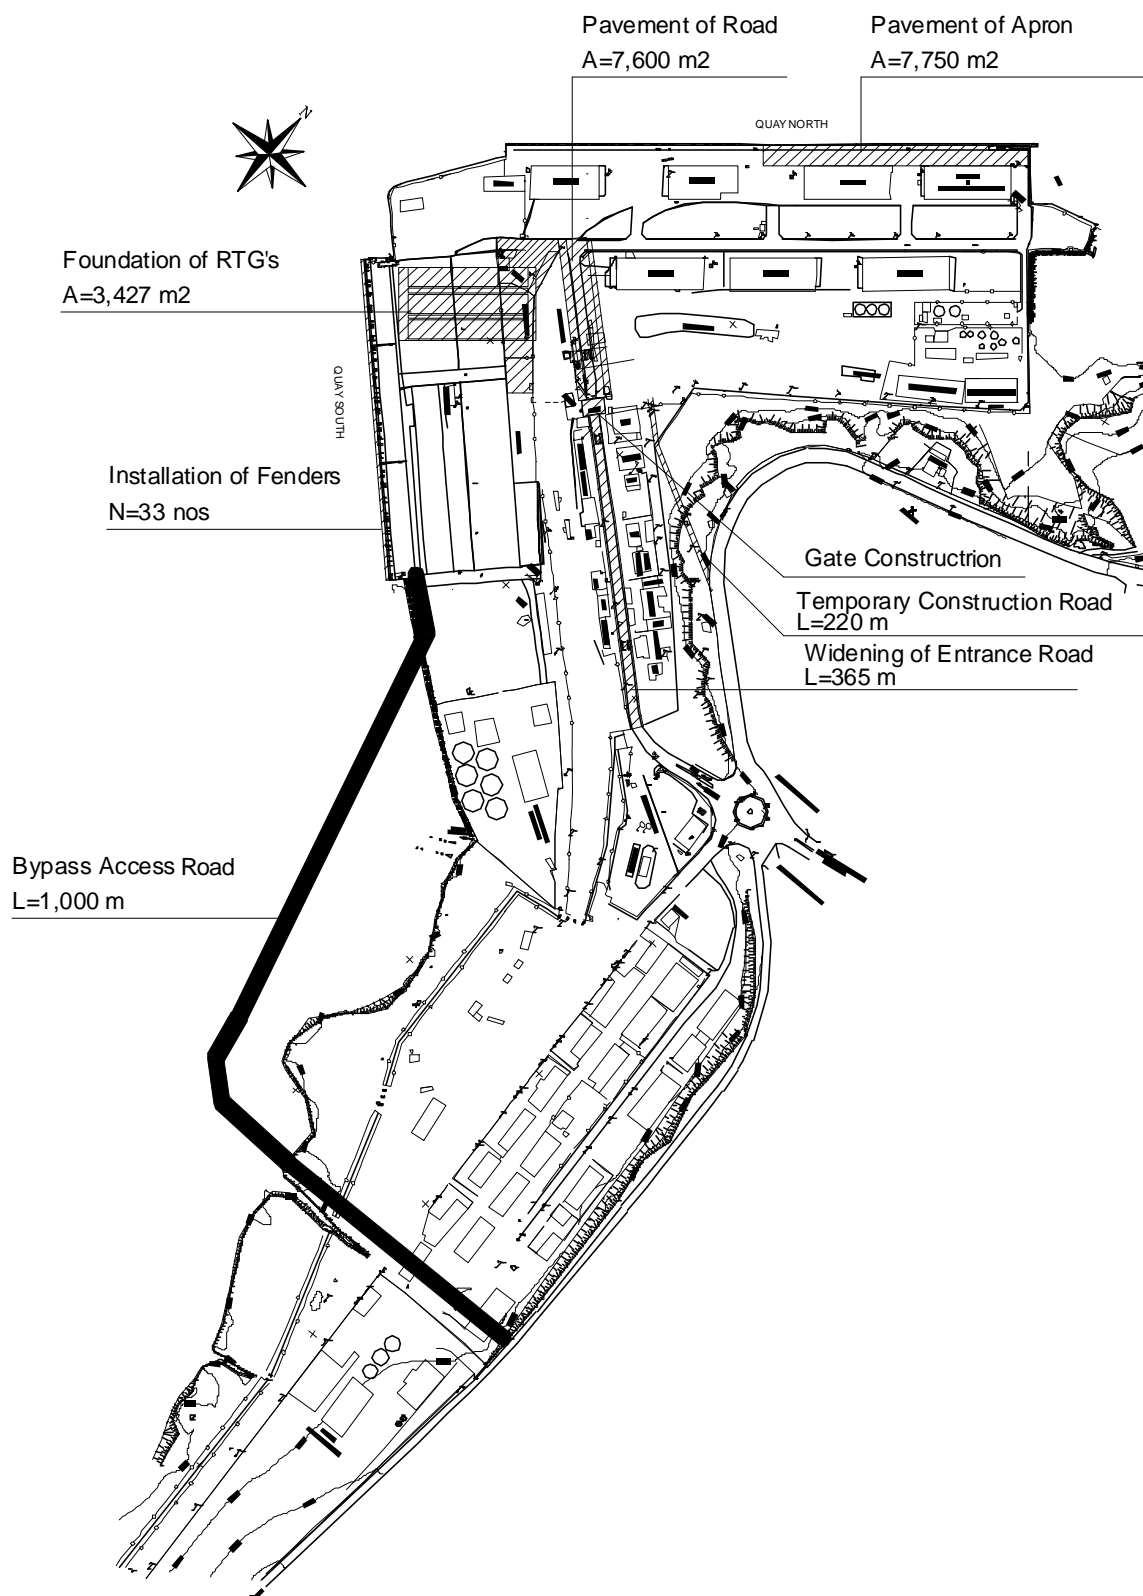 Pavement of Road
A=7,600 m2
Pavement of Apron
A=7,750 m2
N
QUAY NORTH
Foundation of RTG's
A=3,427 m2
QUAY SOUTH
Installation of Fenders
N=33 nos
Gate Constructrion
Temporary Construction Road
L=220 m
Widening of Entrance Road
L=365 m
Bypass Access Road
L=1,000 m